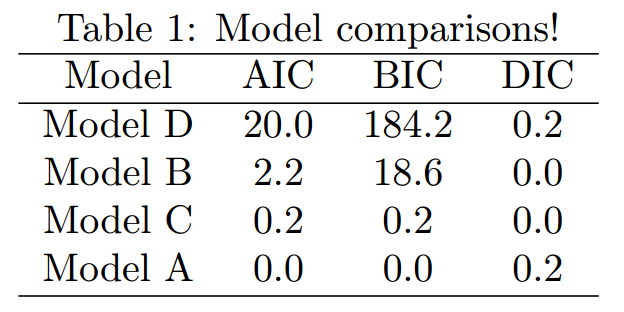 Table 1: Model comparisons!
Model AIC BIC DIC
Model D 20.0 184.2 0.2
Model B 2.2 18.6 0.0
Model C 0.2 0.2 0.0
Model A 0.0 0.0 0.2